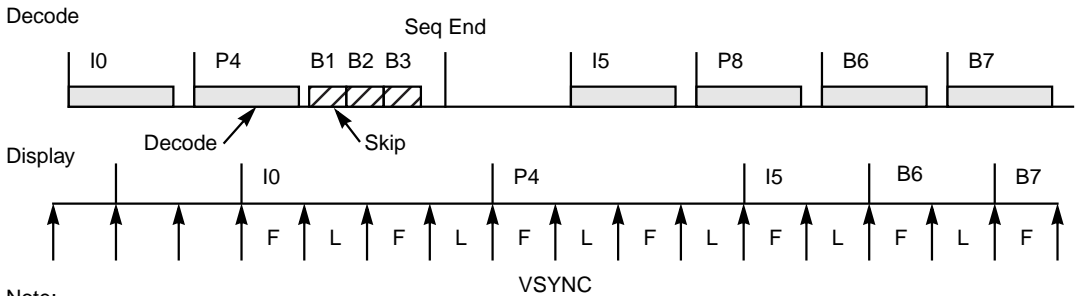 Decode
Seq End
I0 P4 B1 B2 B3 I5 P8 B6 B7
Decode Skip
Display
I0 P4 I5 B6 B7
F L F L F L F L F L F L F
VSYNC
Note: